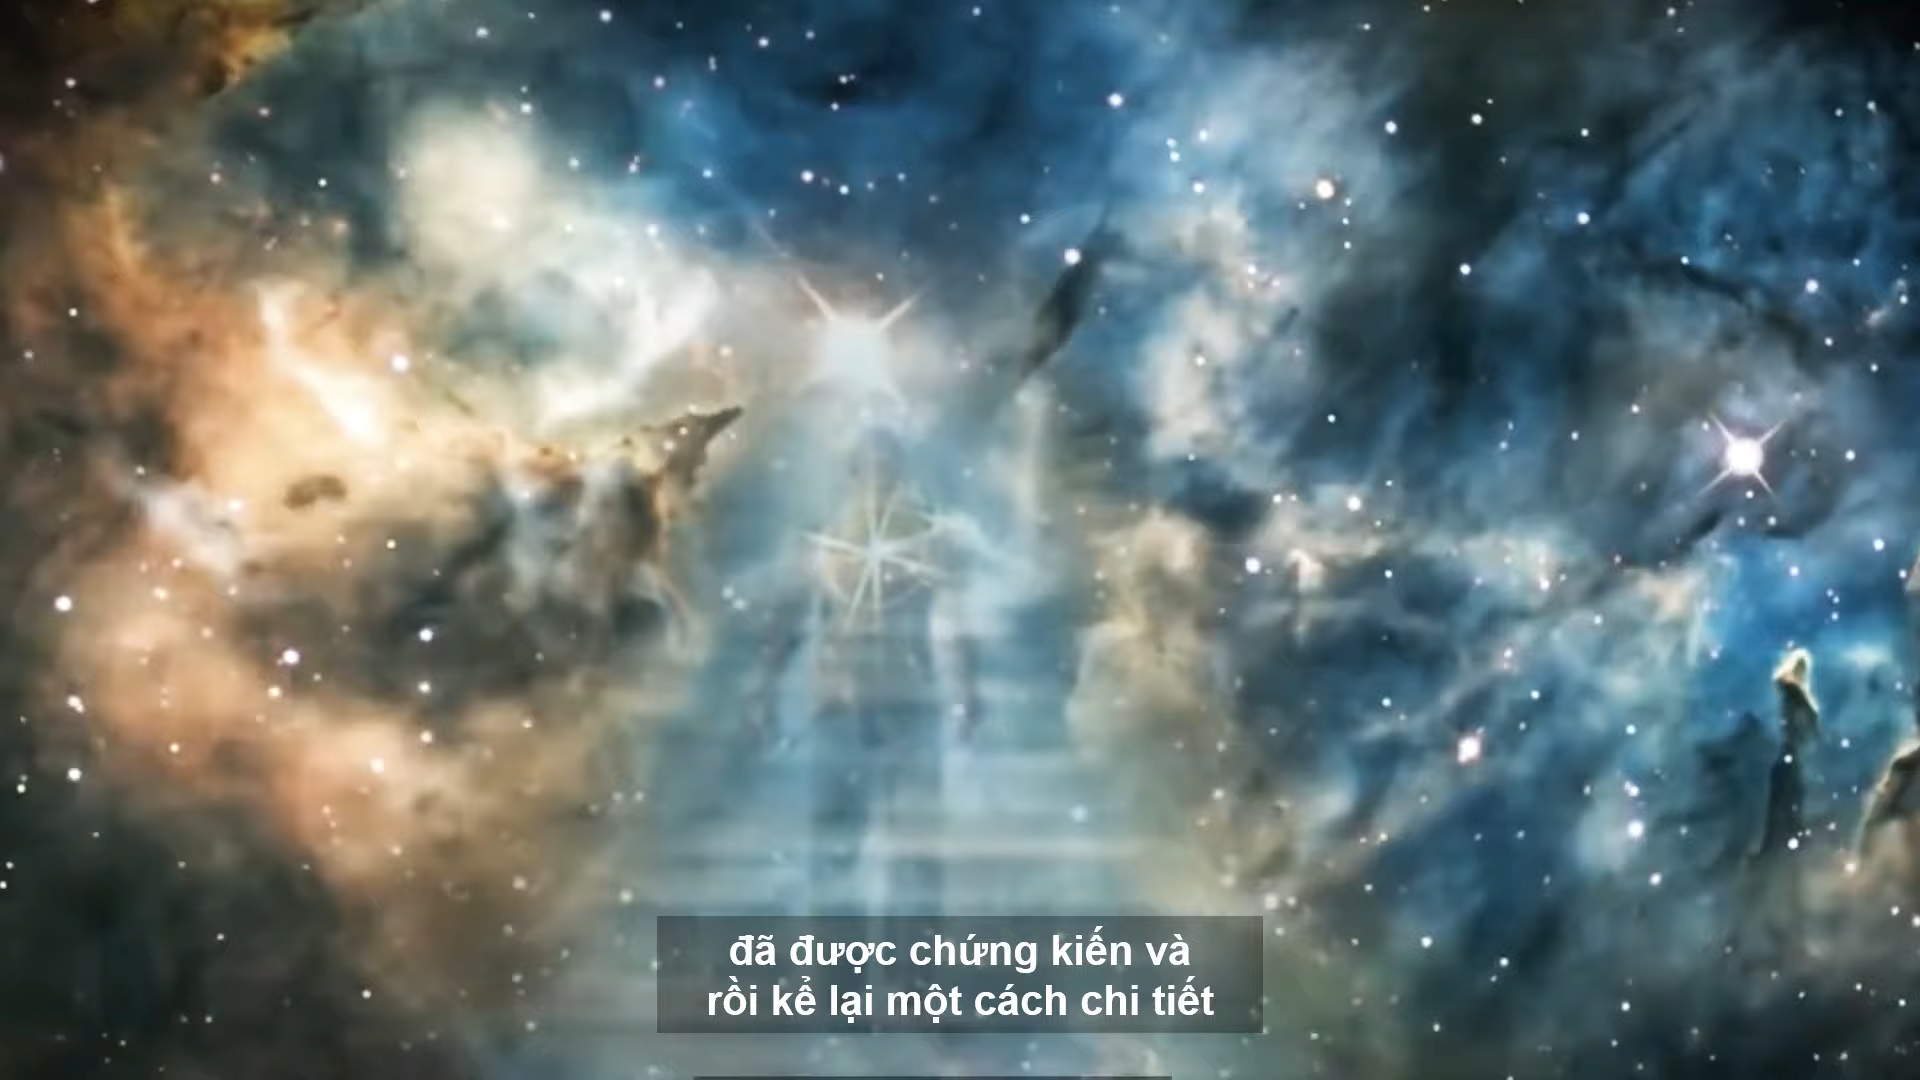 đã được chứng kiến và
rồi kể lại một cách chi tiết